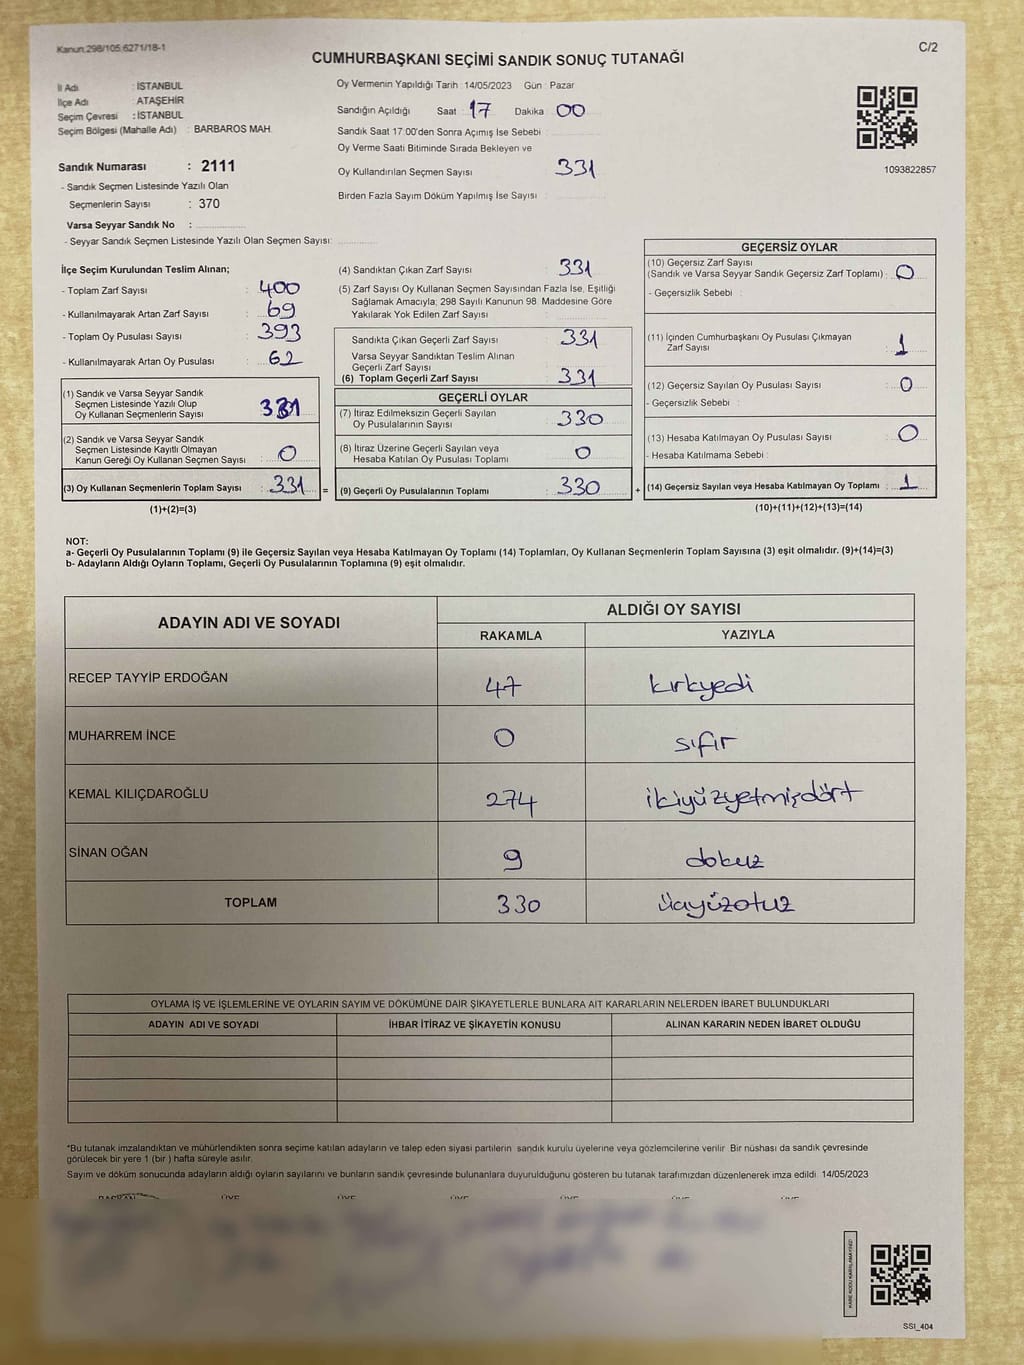 Kanun:298/105;6271/18-1
C/2
CUMHURBAŞKANI SEÇİMİ SANDIK SONUÇ TUTANAĞI
İl Adı : İSTANBUL
İlçe Adı : ATAŞEHİR
Seçim Çevresi : İSTANBUL
Seçim Bölgesi (Mahalle Adı) : BARBAROS MAH.
Sandık Numarası : 2111
- Sandık Seçmen Listesinde Yazılı Olan
Seçmenlerin Sayısı : 370
Varsa Seyyar Sandık No :
- Seyyar Sandık Seçmen Listesinde Yazılı Olan Seçmen Sayısı:
Oy Vermenin Yapıldığı Tarih : 14/05/2023 Gün : Pazar
Sandığın Açıldığı Saat 17 Dakika 00
Sandık Saat 17:00'den Sonra Açımış İse Sebebi :
Oy Verme Saati Bitiminde Sırada Bekleyen ve
Oy Kullandırılan Seçmen Sayısı : 331
Birden Fazla Sayım Döküm Yapılmış İse Sayısı :
1093822857
İlçe Seçim Kurulundan Teslim Alınan;
- Toplam Zarf Sayısı : 400
- Kullanılmayarak Artan Zarf Sayısı : 69
- Toplam Oy Pusulası Sayısı : 393
- Kullanılmayarak Artan Oy Pusulası : 62
(1) Sandık ve Varsa Seyyar Sandık
Seçmen Listesinde Yazılı Olup
Oy Kullanan Seçmenlerin Sayısı : 331
(2) Sandık ve Varsa Seyyar Sandık
Seçmen Listesinde Kayıtlı Olmayan
Kanun Gereği Oy Kullanan Seçmen Sayısı : 0
(3) Oy Kullanan Seçmenlerin Toplam Sayısı : 331 =
(1)+(2)=(3)
(4) Sandıktan Çıkan Zarf Sayısı : 331
(5) Zarf Sayısı Oy Kullanan Seçmen Sayısından Fazla İse, Eşitliği
Sağlamak Amacıyla; 298 Sayılı Kanunun 98. Maddesine Göre
Yakılarak Yok Edilen Zarf Sayısı :
Sandıkta Çıkan Geçerli Zarf Sayısı : 331
Varsa Seyyar Sandıktan Teslim Alınan
Geçerli Zarf Sayısı :
(6) Toplam Geçerli Zarf Sayısı : 331
GEÇERLİ OYLAR
(7) İtiraz Edilmeksizin Geçerli Sayılan
Oy Pusulalarının Sayısı : 330
(8) İtiraz Üzerine Geçerli Sayılan veya
Hesaba Katılan Oy Pusulası Toplamı : 0
(9) Geçerli Oy Pusulalarının Toplamı : 330 +
GEÇERSİZ OYLAR
(10) Geçersiz Zarf Sayısı
(Sandık ve Varsa Seyyar Sandık Geçersiz Zarf Toplamı) : 0
- Geçersizlik Sebebi :
(11) İçinden Cumhurbaşkanı Oy Pusulası Çıkmayan
Zarf Sayısı : 1
(12) Geçersiz Sayılan Oy Pusulası Sayısı : 0
- Geçersizlik Sebebi :
(13) Hesaba Katılmayan Oy Pusulası Sayısı : 0
- Hesaba Katılmama Sebebi :
(14) Geçersiz Sayılan veya Hesaba Katılmayan Oy Toplamı : 1
(10)+(11)+(12)+(13)=(14)
NOT:
a- Geçerli Oy Pusulalarının Toplamı (9) ile Geçersiz Sayılan veya Hesaba Katılmayan Oy Toplamı (14) Toplamları, Oy Kullanan Seçmenlerin Toplam Sayısına (3) eşit olmalıdır. (9)+(14)=(3)
b- Adayların Aldığı Oyların Toplamı, Geçerli Oy Pusulalarının Toplamına (9) eşit olmalıdır.
ADAYIN ADI VE SOYADI
ALDIĞI OY SAYISI
RAKAMLA YAZIYLA
RECEP TAYYİP ERDOĞAN 47 kırkyedi
MUHARREM İNCE 0 sıfır
KEMAL KILIÇDAROĞLU 274 ikiyüzyetmişdört
SİNAN OĞAN 9 dokuz
TOPLAM 330 üçyüzotuz
OYLAMA İŞ VE İŞLEMLERİNE VE OYLARIN SAYIM VE DÖKÜMÜNE DAİR ŞİKAYETLERLE BUNLARA AİT KARARLARIN NELERDEN İBARET BULUNDUKLARI
ADAYIN ADI VE SOYADI İHBAR İTİRAZ VE ŞİKAYETİN KONUSU ALINAN KARARIN NEDEN İBARET OLDUĞU
*Bu tutanak imzalandıktan ve mühürlendikten sonra seçime katılan adayların ve talep eden siyasi partilerin sandık kurulu üyelerine veya gözlemcilerine verilir. Bir nüshası da sandık çevresinde
görülecek bir yere 1 (bir ) hafta süreyle asılır.
Sayım ve döküm sonucunda adayların aldığı oyların sayılarını ve bunların sandık çevresinde bulunanlara duyurulduğunu gösteren bu tutanak tarafımızdan düzenlenerek imza edildi. 14/05/2023
BAŞKAN ÜYE ÜYE ÜYE ÜYE ÜYE ÜYE
KARE KODU KARALAMAYINIZ!
SSI_404